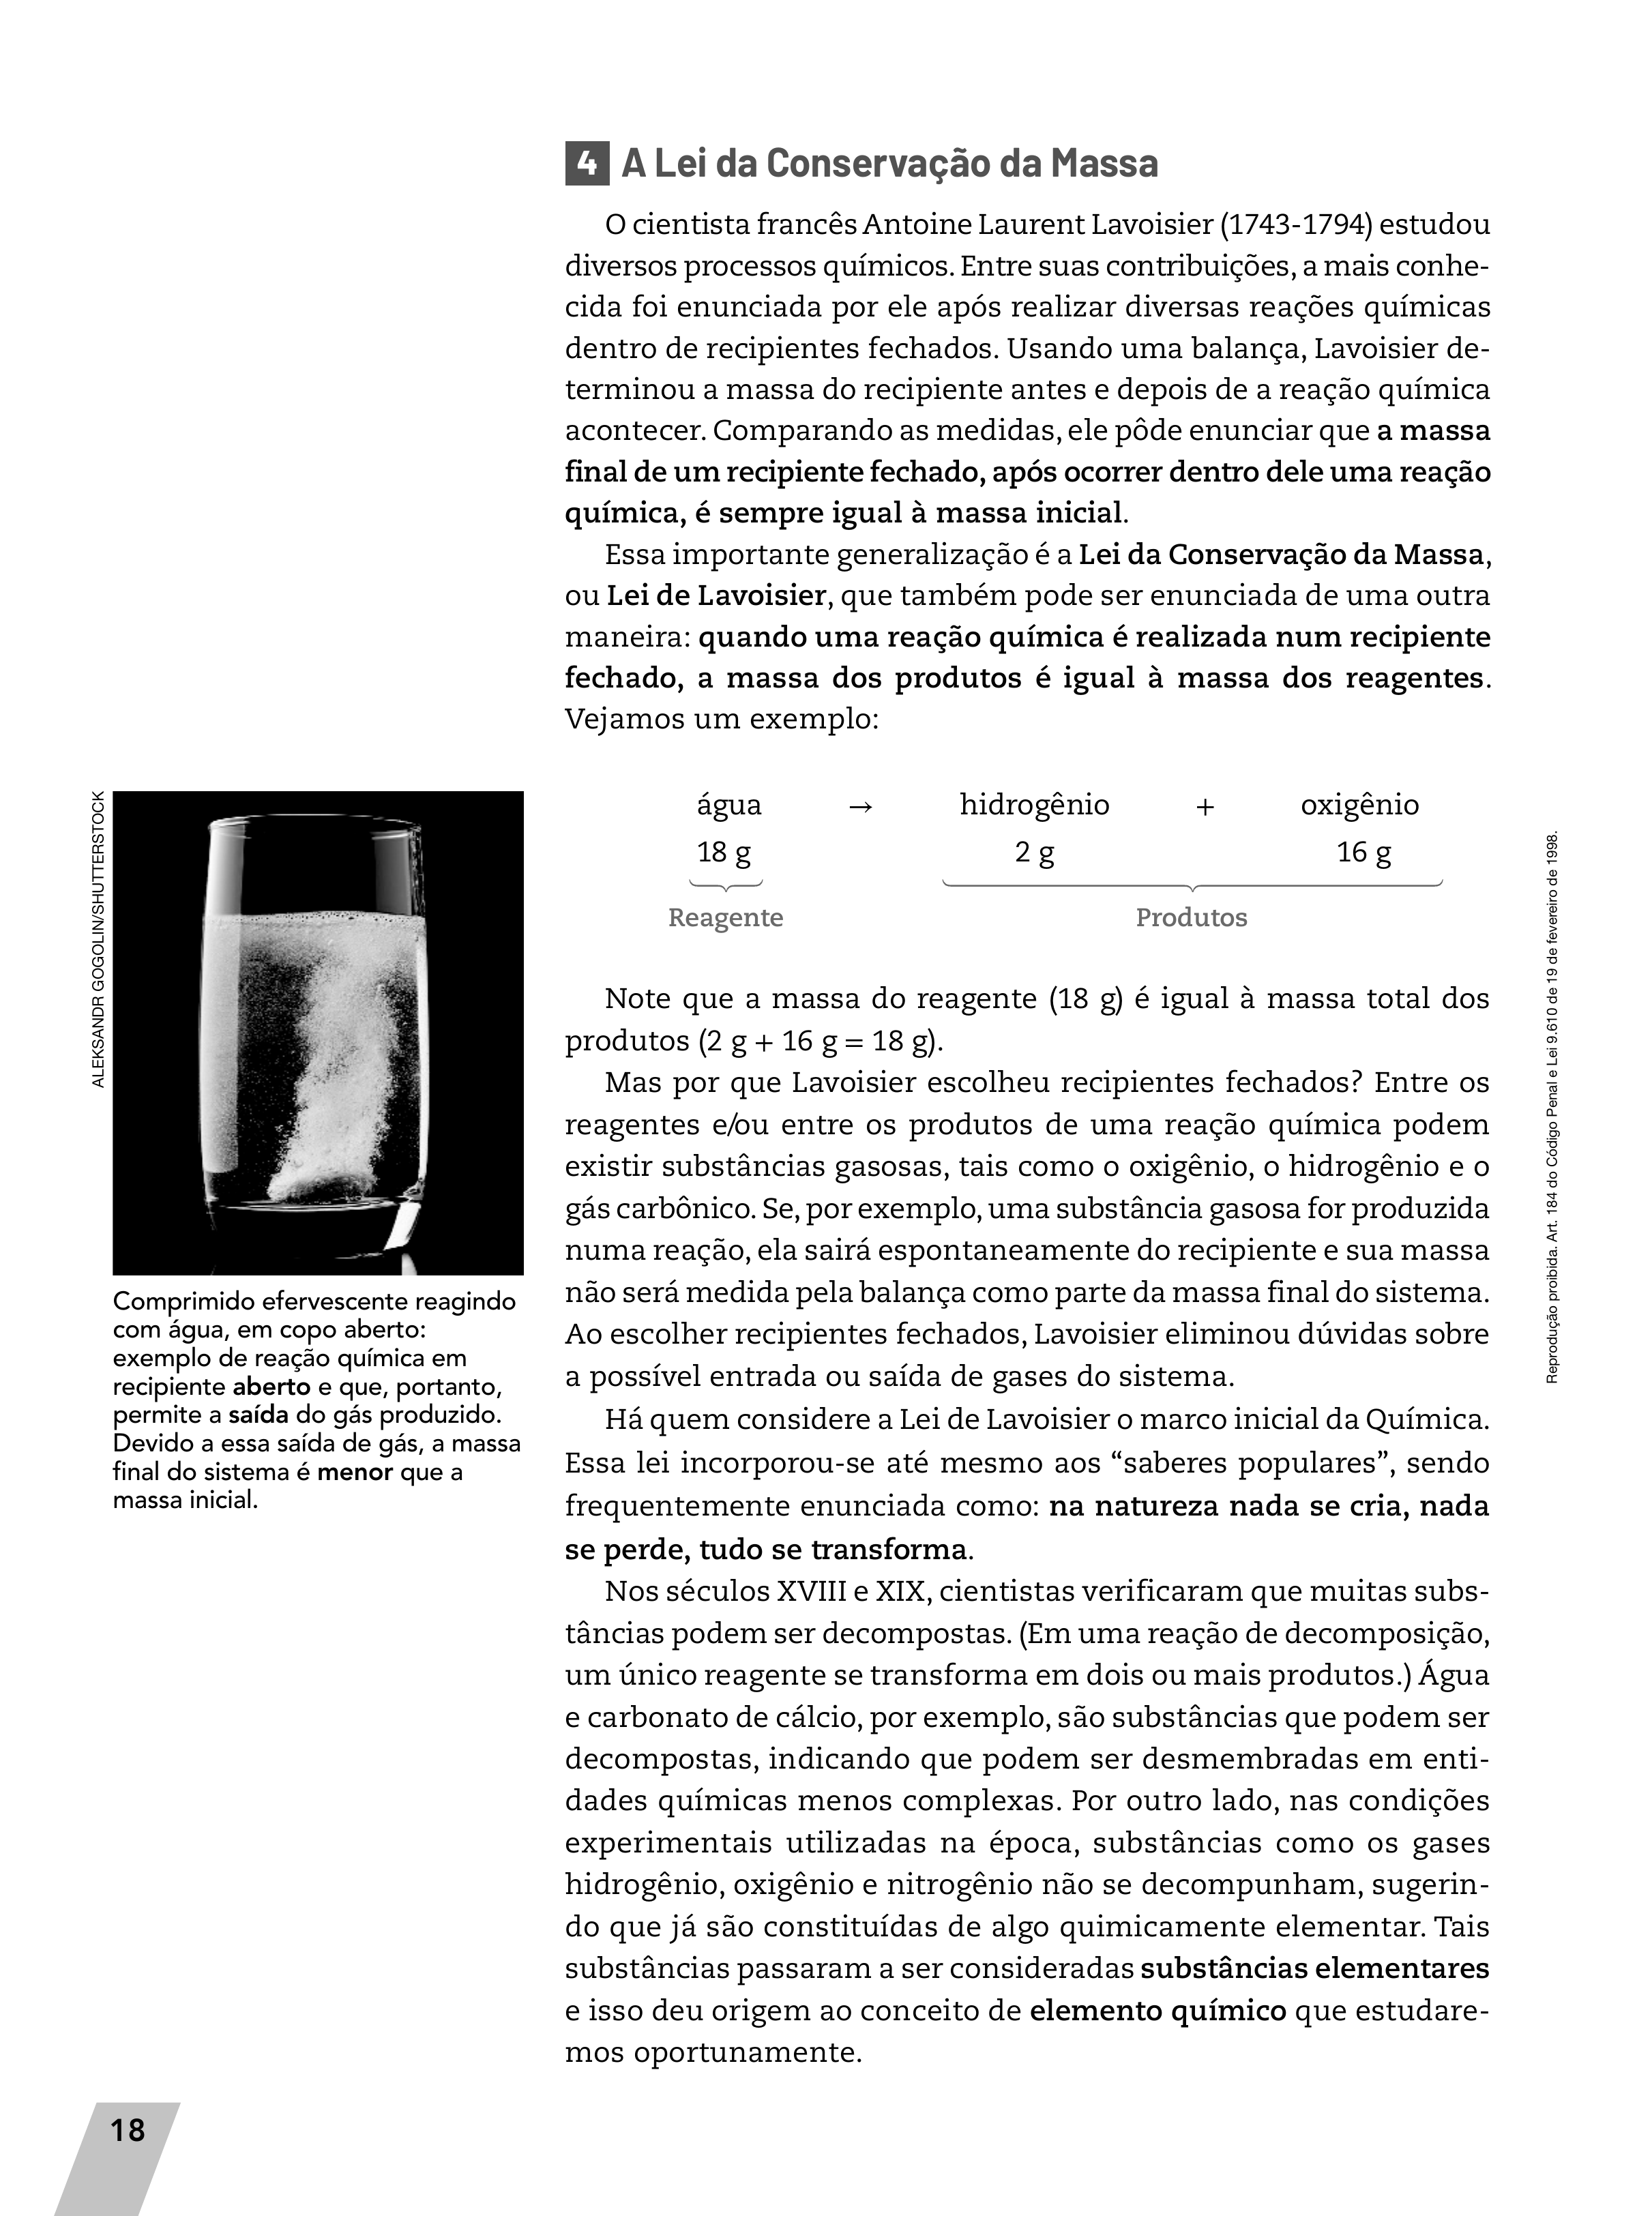 4 A Lei da Conservação da Massa
O cientista francês Antoine Laurent Lavoisier (1743-1794) estudou
diversos processos químicos. Entre suas contribuições, a mais conhe-
cida foi enunciada por ele após realizar diversas reações químicas
dentro de recipientes fechados. Usando uma balança, Lavoisier de-
terminou a massa do recipiente antes e depois de a reação química
acontecer. Comparando as medidas, ele pôde enunciar que a massa
final de um recipiente fechado, após ocorrer dentro dele uma reação
química, é sempre igual à massa inicial.
Essa importante generalização é a Lei da Conservação da Massa,
ou Lei de Lavoisier, que também pode ser enunciada de uma outra
maneira: quando uma reação química é realizada num recipiente
fechado, a massa dos produtos é igual à massa dos reagentes.
Vejamos um exemplo:
água → hidrogênio + oxigênio
18 g 2 g 16 g
Reagente Produtos
Note que a massa do reagente (18 g) é igual à massa total dos
produtos (2 g + 16 g = 18 g).
Mas por que Lavoisier escolheu recipientes fechados? Entre os
reagentes e/ou entre os produtos de uma reação química podem
existir substâncias gasosas, tais como o oxigênio, o hidrogênio e o
gás carbônico. Se, por exemplo, uma substância gasosa for produzida
numa reação, ela sairá espontaneamente do recipiente e sua massa
não será medida pela balança como parte da massa final do sistema.
Ao escolher recipientes fechados, Lavoisier eliminou dúvidas sobre
a possível entrada ou saída de gases do sistema.
Há quem considere a Lei de Lavoisier o marco inicial da Química.
Essa lei incorporou-se até mesmo aos “saberes populares”, sendo
frequentemente enunciada como: na natureza nada se cria, nada
se perde, tudo se transforma.
Nos séculos XVIII e XIX, cientistas verificaram que muitas subs-
tâncias podem ser decompostas. (Em uma reação de decomposição,
um único reagente se transforma em dois ou mais produtos.) Água
e carbonato de cálcio, por exemplo, são substâncias que podem ser
decompostas, indicando que podem ser desmembradas em enti-
dades químicas menos complexas. Por outro lado, nas condições
experimentais utilizadas na época, substâncias como os gases
hidrogênio, oxigênio e nitrogênio não se decompunham, sugerin-
do que já são constituídas de algo quimicamente elementar. Tais
substâncias passaram a ser consideradas substâncias elementares
e isso deu origem ao conceito de elemento químico que estudare-
mos oportunamente.
ALEKSANDR GOGOLIN/SHUTTERSTOCK
Comprimido efervescente reagindo
com água, em copo aberto:
exemplo de reação química em
recipiente aberto e que, portanto,
permite a saída do gás produzido.
Devido a essa saída de gás, a massa
final do sistema é menor que a
massa inicial.
Reprodução proibida. Art. 184 do Código Penal e Lei 9.610 de 19 de fevereiro de 1998.
18